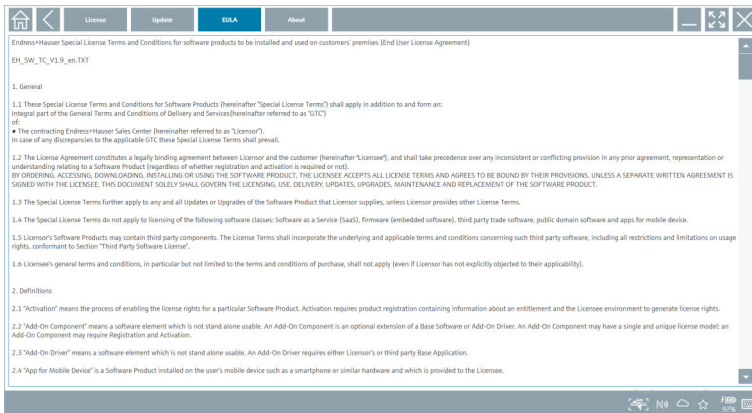 License
Update
EULA
About
Endress+Hauser Special License Terms and Conditions for software products to be installed and used on customers' premises (End User License Agreement)
EH_SW_TC_V1.9_en.TXT
1. General
1.1 These Special License Terms and Conditions for Software Products (hereinafter "Special License Terms") shall apply in addition to and form an:
Integral part of the General Terms and Conditions of Delivery and Services(hereinafter referred to as "GTC")
of:
▪ The contracting Endress+Hauser Sales Center (hereinafter referred to as "Licensor").
In case of any discrepancies to the applicable GTC these Special License Terms shall prevail.
1.2 The License Agreement constitutes a legally binding agreement between Licensor and the customer (hereinafter "Licensee"), and shall take precedence over any inconsistent or conflicting provision in any prior agreement, representation or
understanding relating to a Software Product (regardless of whether registration and activation is required or not).
BY ORDERING, ACCESSING, DOWNLOADING, INSTALLING OR USING THE SOFTWARE PRODUCT, THE LICENSEE ACCEPTS ALL LICENSE TERMS AND AGREES TO BE BOUND BY THEIR PROVISIONS. UNLESS A SEPARATE WRITTEN AGREEMENT IS
SIGNED WITH THE LICENSEE, THIS DOCUMENT SOLELY SHALL GOVERN THE LICENSING, USE, DELIVERY, UPDATES, UPGRADES, MAINTENANCE AND REPLACEMENT OF THE SOFTWARE PRODUCT.
1.3 The Special License Terms further apply to any and all Updates or Upgrades of the Software Product that Licensor supplies, unless Licensor provides other License Terms.
1.4 The Special License Terms do not apply to licensing of the following software classes: Software as a Service (SaaS), firmware (embedded software), third party trade software, public domain software and apps for mobile device.
1.5 Licensor's Software Products may contain third party components. The License Terms shall incorporate the underlying and applicable terms and conditions concerning such third party software, including all restrictions and limitations on usage
rights, conformant to Section "Third Party Software License".
1.6 Licensee's general terms and conditions, in particular but not limited to the terms and conditions of purchase, shall not apply (even if Licensor has not explicitly objected to their applicability).
2. Definitions
2.1 "Activation" means the process of enabling the license rights for a particular Software Product. Activation requires product registration containing information about an entitlement and the Licensee environment to generate license rights.
2.2 "Add-On Component" means a software element which is not stand alone usable. An Add-On Component is an optional extension of a Base Software or Add-On Driver. An Add-On Component may have a single and unique license model; an
Add-On Component may require Registration and Activation.
2.3 "Add-On Driver" means a software element which is not stand alone usable. An Add-On Driver requires either Licensor's or third party Base Application.
2.4 "App for Mobile Device" is a Software Product installed on the user's mobile device such as a smartphone or similar hardware and which is provided to the Licensee.
97%